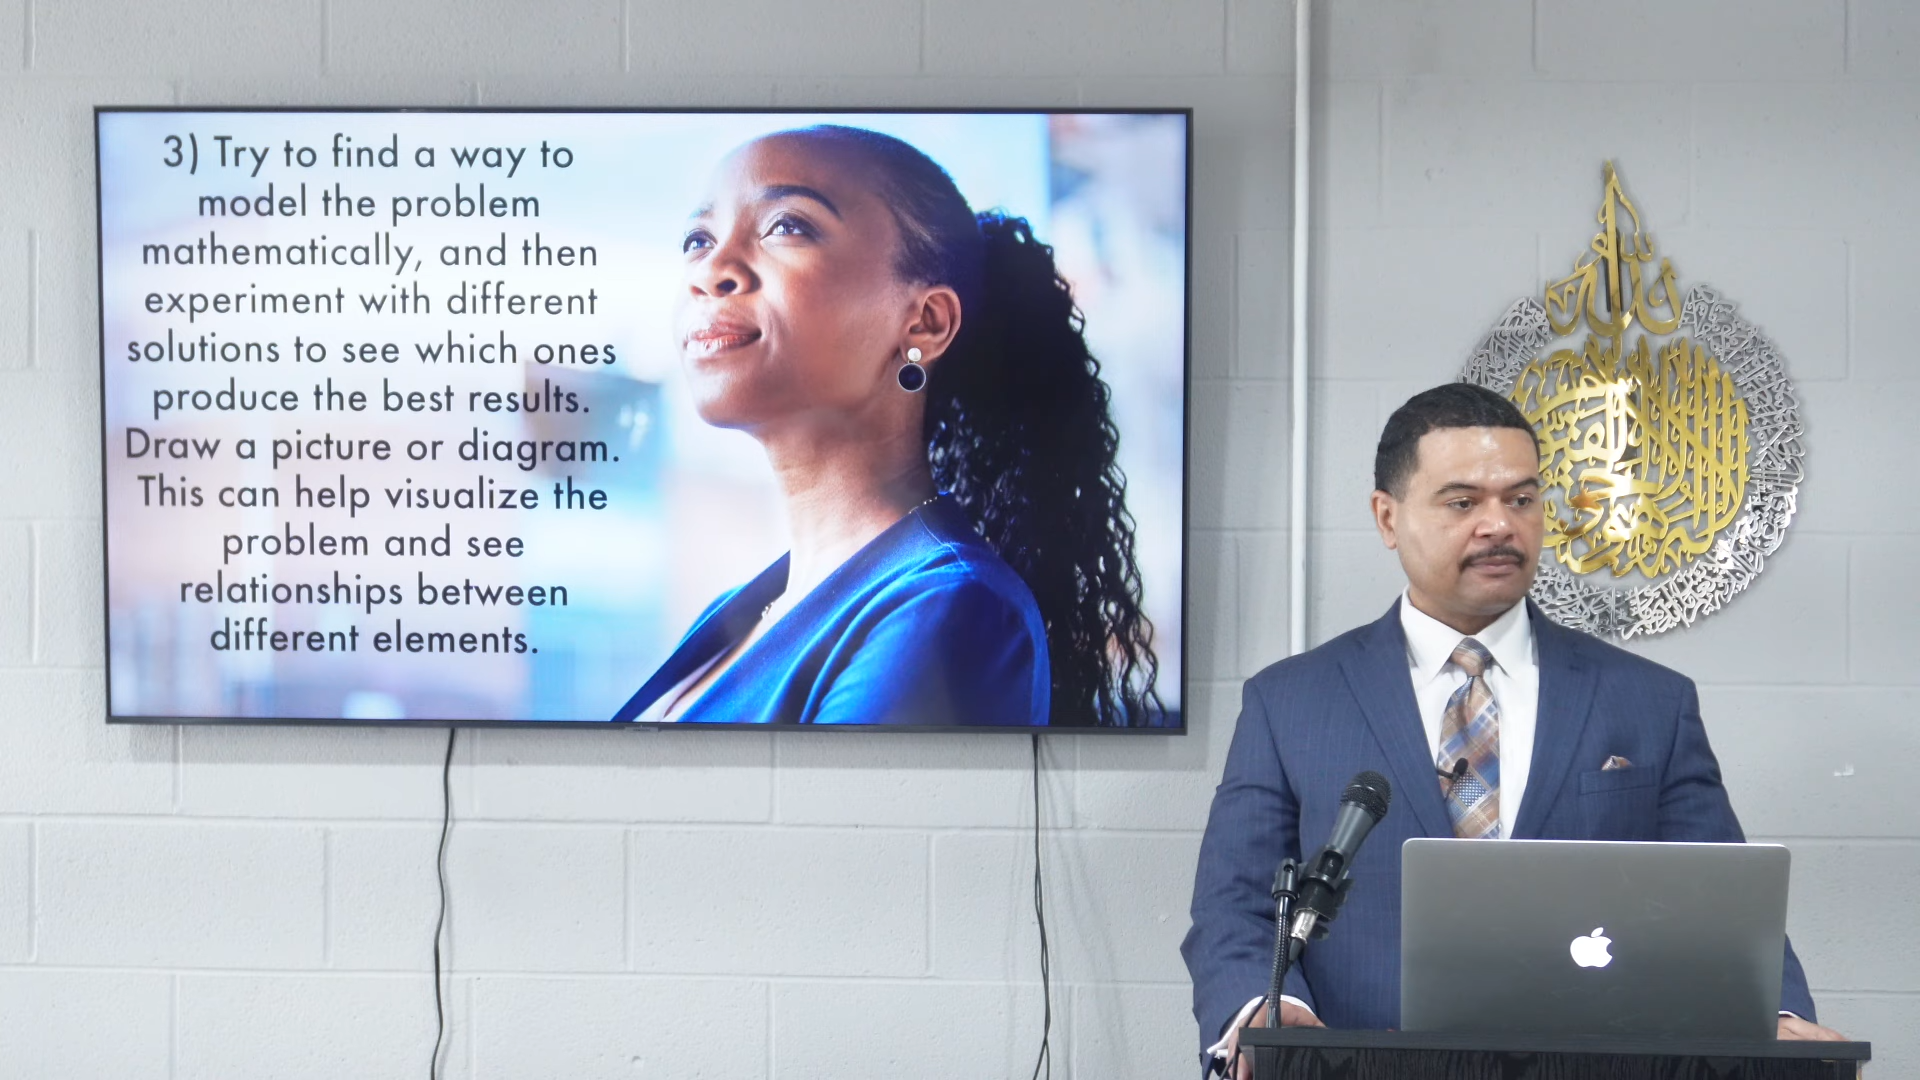 3) Try to find a way to
model the problem
mathematically, and then
experiment with different
solutions to see which ones
produce the best results.
Draw a picture or diagram.
This can help visualize the
problem and see
relationships between
different elements.